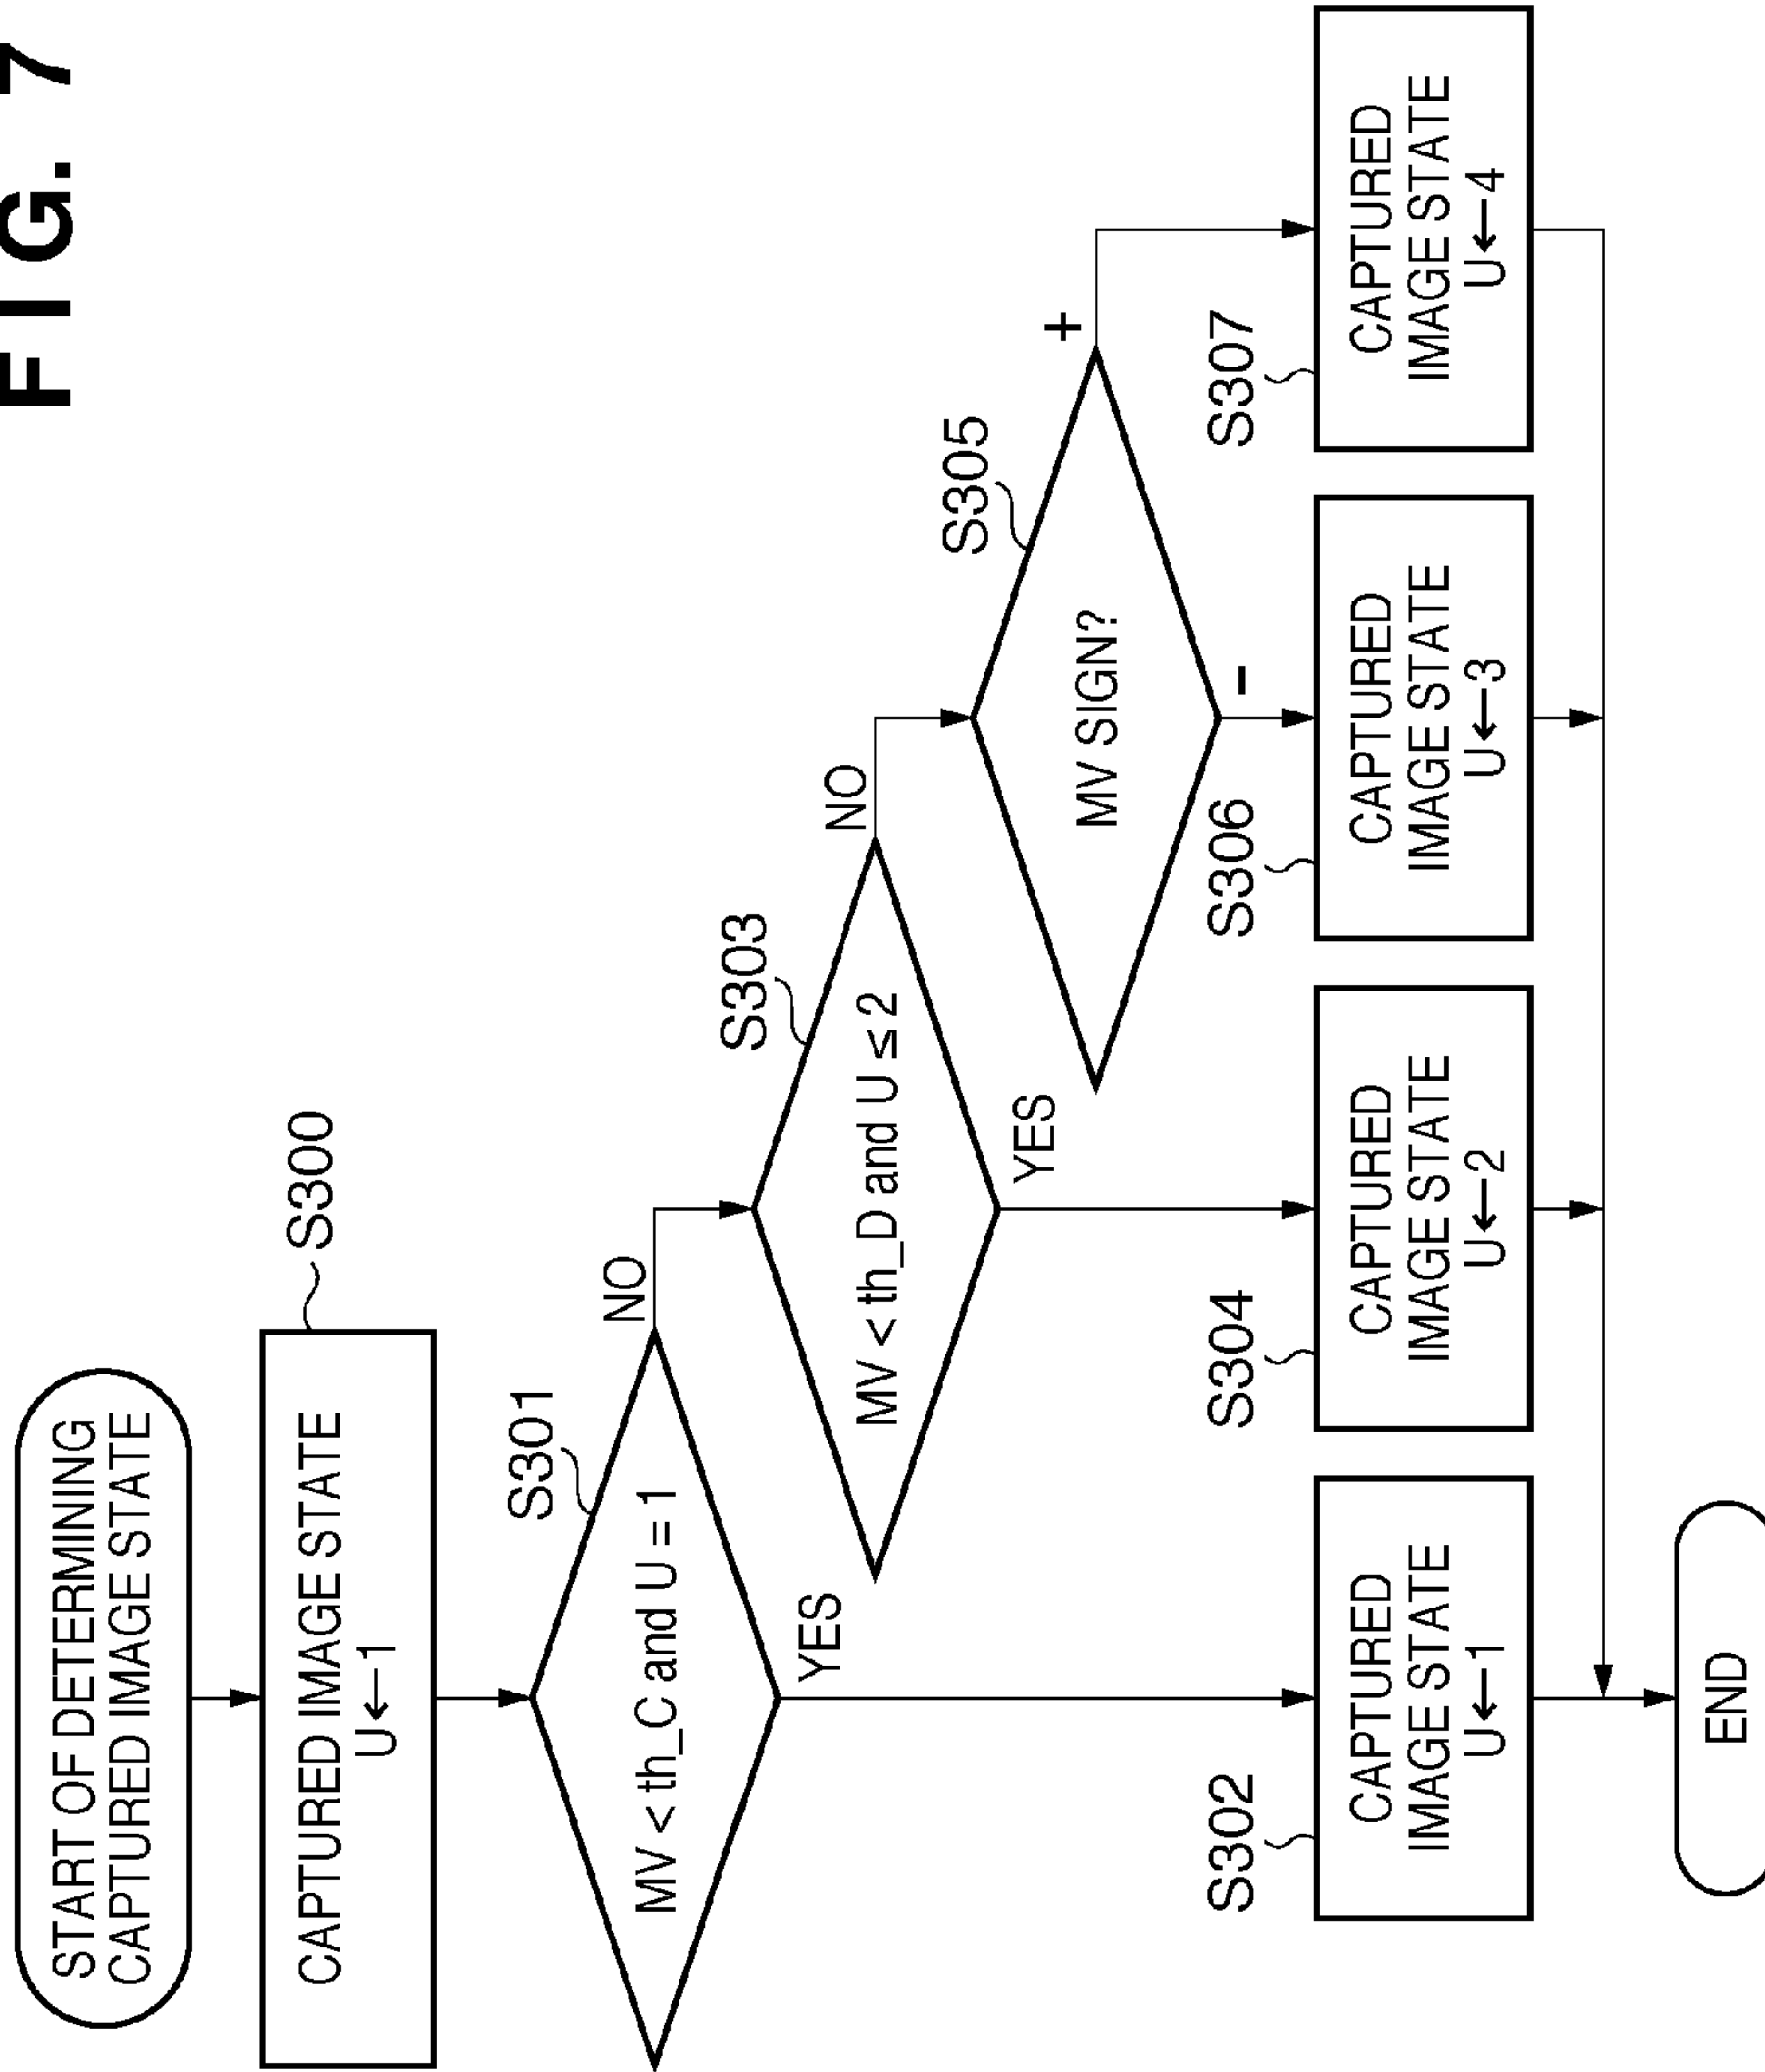 FIG. 7
START OF DETERMINING
CAPTURED IMAGE STATE
S300
CAPTURED IMAGE STATE
U←1
S301
MV < th_C and U = 1
NO
YES
S303
MV < th_D and U ≤ 2
NO
YES
S305
MV SIGN?
+
−
S302
CAPTURED
IMAGE STATE
U←1
S304
CAPTURED
IMAGE STATE
U←2
S306
CAPTURED
IMAGE STATE
U←3
S307
CAPTURED
IMAGE STATE
U←4
END